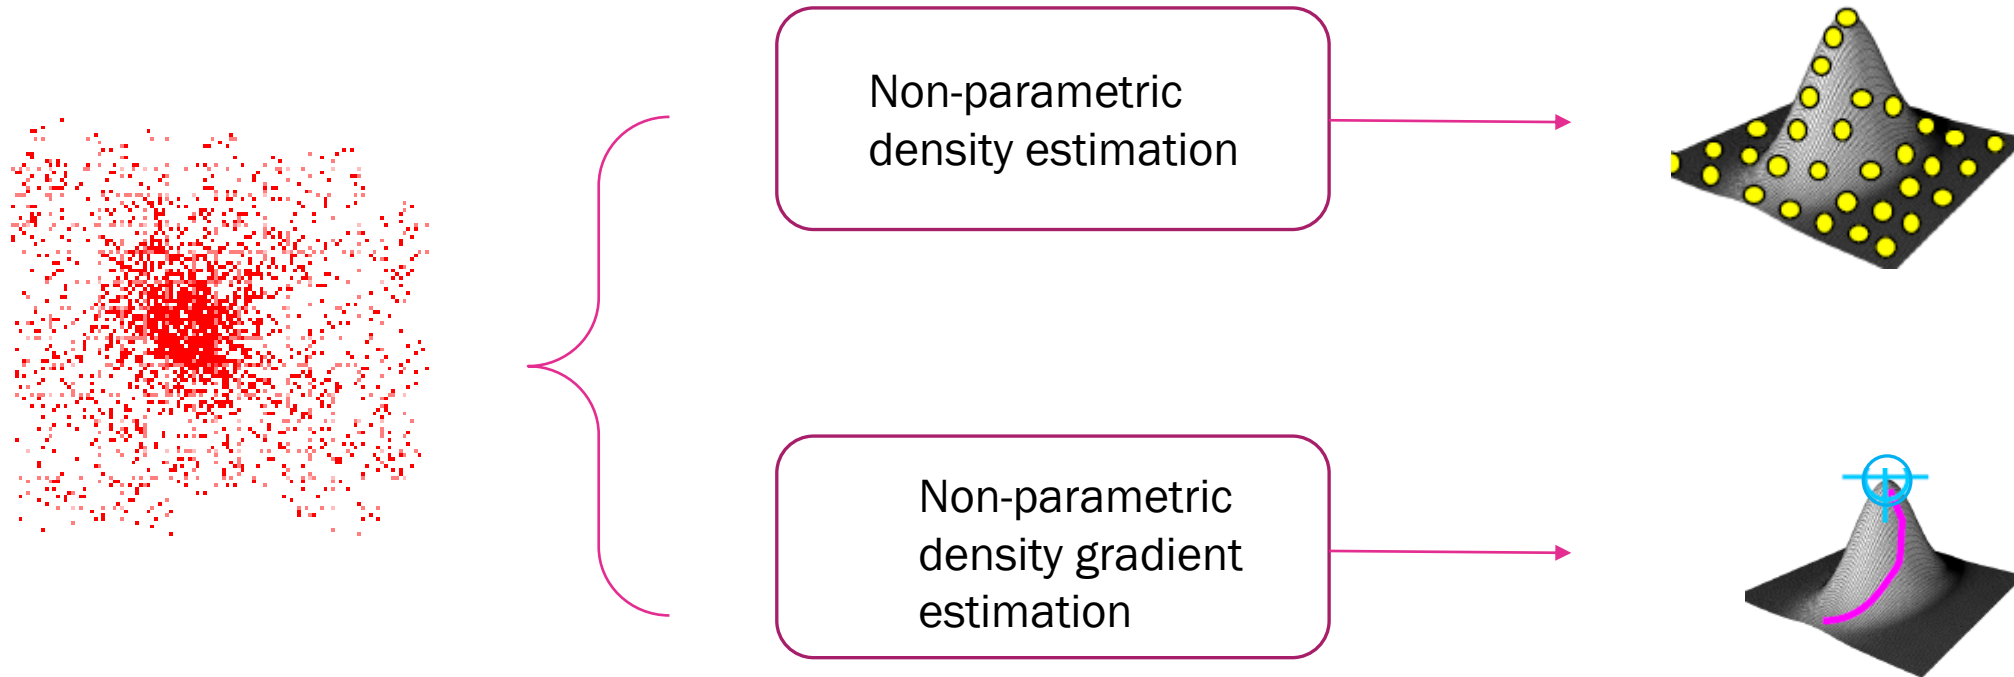 Non-parametric
density estimation
Non-parametric
density gradient
estimation